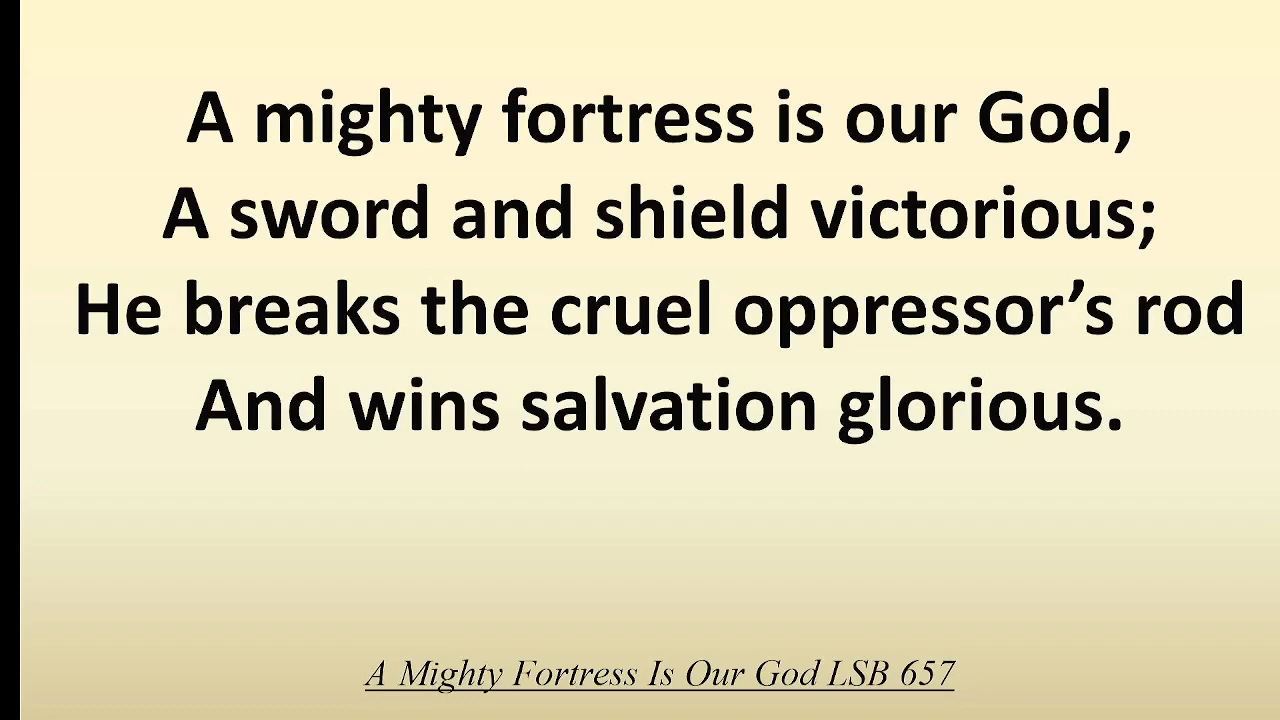 A mighty fortress is our God,
A sword and shield victorious;
He breaks the cruel oppressor’s rod
And wins salvation glorious.
A Mighty Fortress Is Our God LSB 657